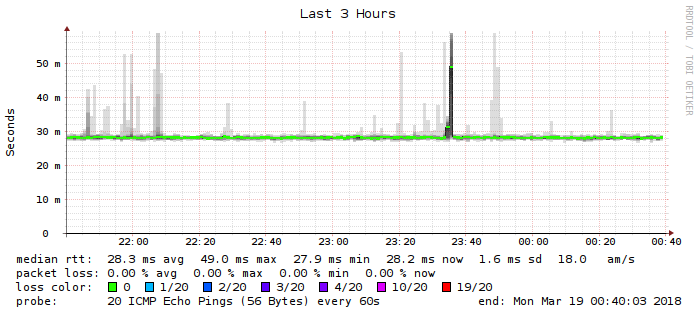 Last 3 Hours
RRDTOOL / TOBI OETIKER
Seconds
50 m
40 m
30 m
20 m
10 m
0
22:00 22:20 22:40 23:00 23:20 23:40 00:00 00:20 00:40
median rtt: 28.3 ms avg 49.0 ms max 27.9 ms min 28.2 ms now 1.6 ms sd 18.0 am/s
packet loss: 0.00 % avg 0.00 % max 0.00 % min 0.00 % now
loss color: 0 1/20 2/20 3/20 4/20 10/20 19/20
probe: 20 ICMP Echo Pings (56 Bytes) every 60s end: Mon Mar 19 00:40:03 2018